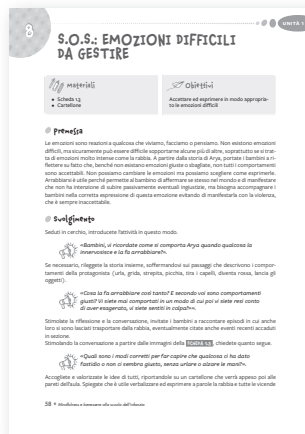 UNITÀ 1
8
S.O.S.: EMOZIONI DIFFICILI
DA GESTIRE
Materiali
• Scheda 1.3
• Cartellone
Obiettivi
Accettare ed esprimere in modo appropria-
to le emozioni difficili
Premessa
Le emozioni sono reazioni a qualcosa che viviamo, facciamo o pensiamo. Non esistono emozioni
difficili, ma sicuramente può essere difficile sopportarne alcune più di altre, soprattutto se si trat-
ta di emozioni molto intense come la rabbia. A partire dalla storia di Arya, portate i bambini a ri-
flettere su fatto che, benché non esistano emozioni giuste o sbagliate, non tutti i comportamenti
sono accettabili. Non possiamo cambiare le emozioni ma possiamo scegliere come esprimerle.
Arrabbiarsi è utile perché permette al bambino di affermare se stesso nel mondo e di manifestare
che non ha intenzione di subire passivamente eventuali ingiustizie, ma bisogna accompagnare i
bambini nella corretta espressione di questa emozione evitando di manifestarla con la violenza,
che è sempre inaccettabile.
Svolgimento
Seduti in cerchio, introducete l'attività in questo modo.
«Bambini, vi ricordate come si comporta Arya quando qualcosa la
innervosisce e la fa arrabbiare?».
Se necessario, rileggete la storia insieme, soffermandovi sui passaggi che descrivono i compor-
tamenti della protagonista (urla, grida, strepita, picchia, tira i capelli, diventa rossa, lancia gli
oggetti).
«Cosa la fa arrabbiare così tanto? E secondo voi sono comportamenti
giusti? Vi siete mai comportati in un modo di cui poi vi siete resi conto
di aver esagerato, vi siete sentiti in colpa?»».
Stimolate la riflessione e la conversazione, invitate i bambini a raccontare episodi in cui anche
loro si sono lasciati trasportare dalla rabbia, eventualmente citate anche eventi recenti accaduti
in sezione.
Stimolando la conversazione a partire dalle immagini della SCHEDA 1.3, chiedete quanto segue.
«Quali sono i modi corretti per far capire che qualcosa ci ha dato
fastidio o non ci sembra giusto, senza urlare o alzare le mani?».
Accogliete e valorizzate le idee di tutti, riportandole su un cartellone che verrà appeso poi alle
pareti dell'aula. Spiegate che è utile verbalizzare ed esprimere a parole la rabbia e tutte le vicende
58 • Mindfulness e benessere alla scuola dell'infanzia